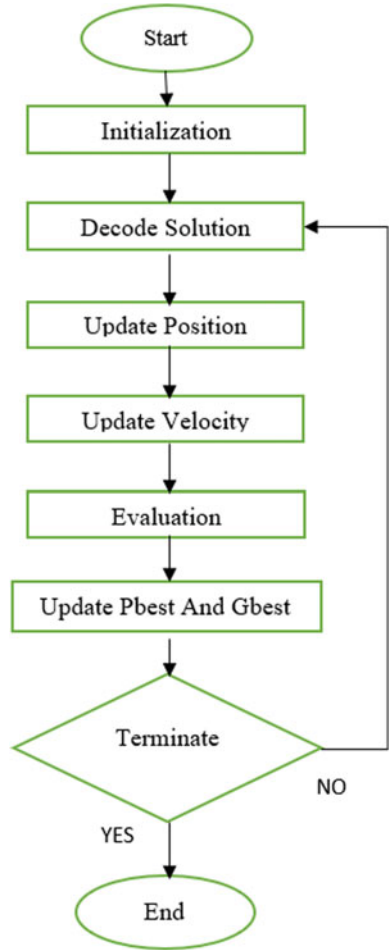 Start
Initialization
Decode Solution
Update Position
Update Velocity
Evaluation
Update Pbest And Gbest
Terminate
NO
YES
End